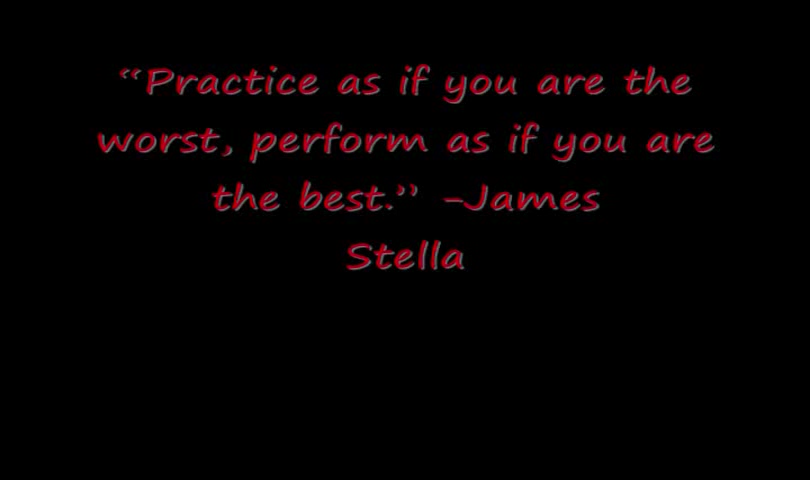 “Practice as if you are the
worst, perform as if you are
the best.” -James
Stella